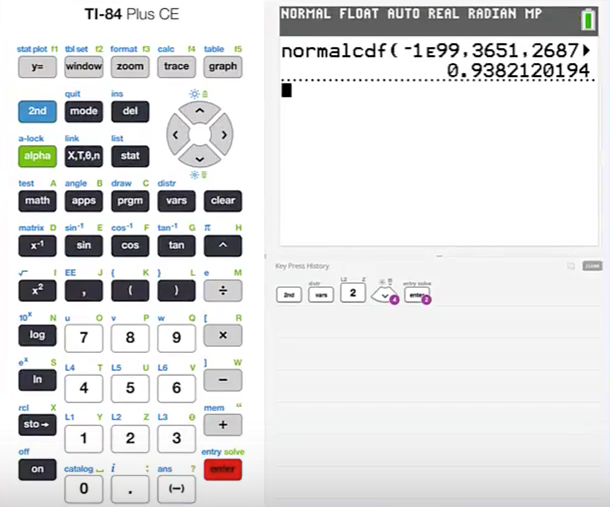 TI-84 Plus CE
stat plot f1 tbl set f2 format f3 calc f4 table f5
y= window zoom trace graph
quit ins
2nd mode del
a-lock link list
alpha X,T,θ,n stat
test A angle B draw C distr
math apps prgm vars clear
matrix D sin⁻¹ E cos⁻¹ F tan⁻¹ G π H
x⁻¹ sin cos tan ^
√ I EE J { K } L e M
x² , ( ) ÷
10ˣ N u O v P w Q [ R
log 7 8 9 ×
eˣ S L4 T L5 U L6 V ] W
ln 4 5 6 −
rcl X L1 Y L2 Z L3 θ mem "
sto→ 1 2 3 +
off catalog ⎵ i : ans ? entry solve
on 0 . (−) enter
NORMAL FLOAT AUTO REAL RADIAN MP
normalcdf(-1E99,3651,2687
0.9382120194
Key Press History
CLEAR
distr L2 Z entry solve
2nd vars 2 4 enter 2